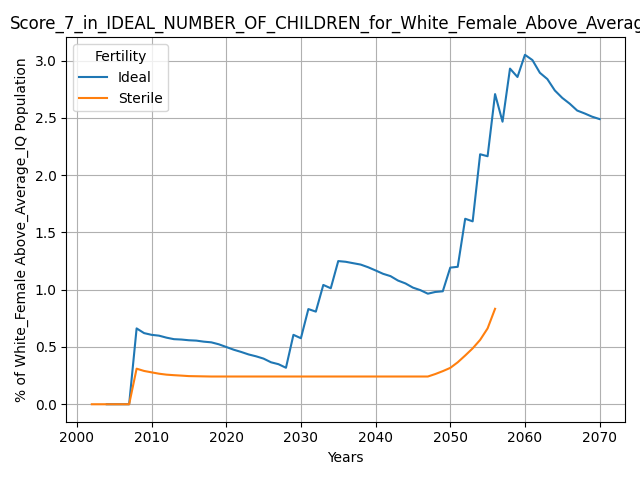 Score_7_in_IDEAL_NUMBER_OF_CHILDREN_for_White_Female_Above_Averag
Fertility
Ideal
Sterile
% of White_Female Above_Average_IQ Population
3.0
2.5
2.0
1.5
1.0
0.5
0.0
2000 2010 2020 2030 2040 2050 2060 2070
Years